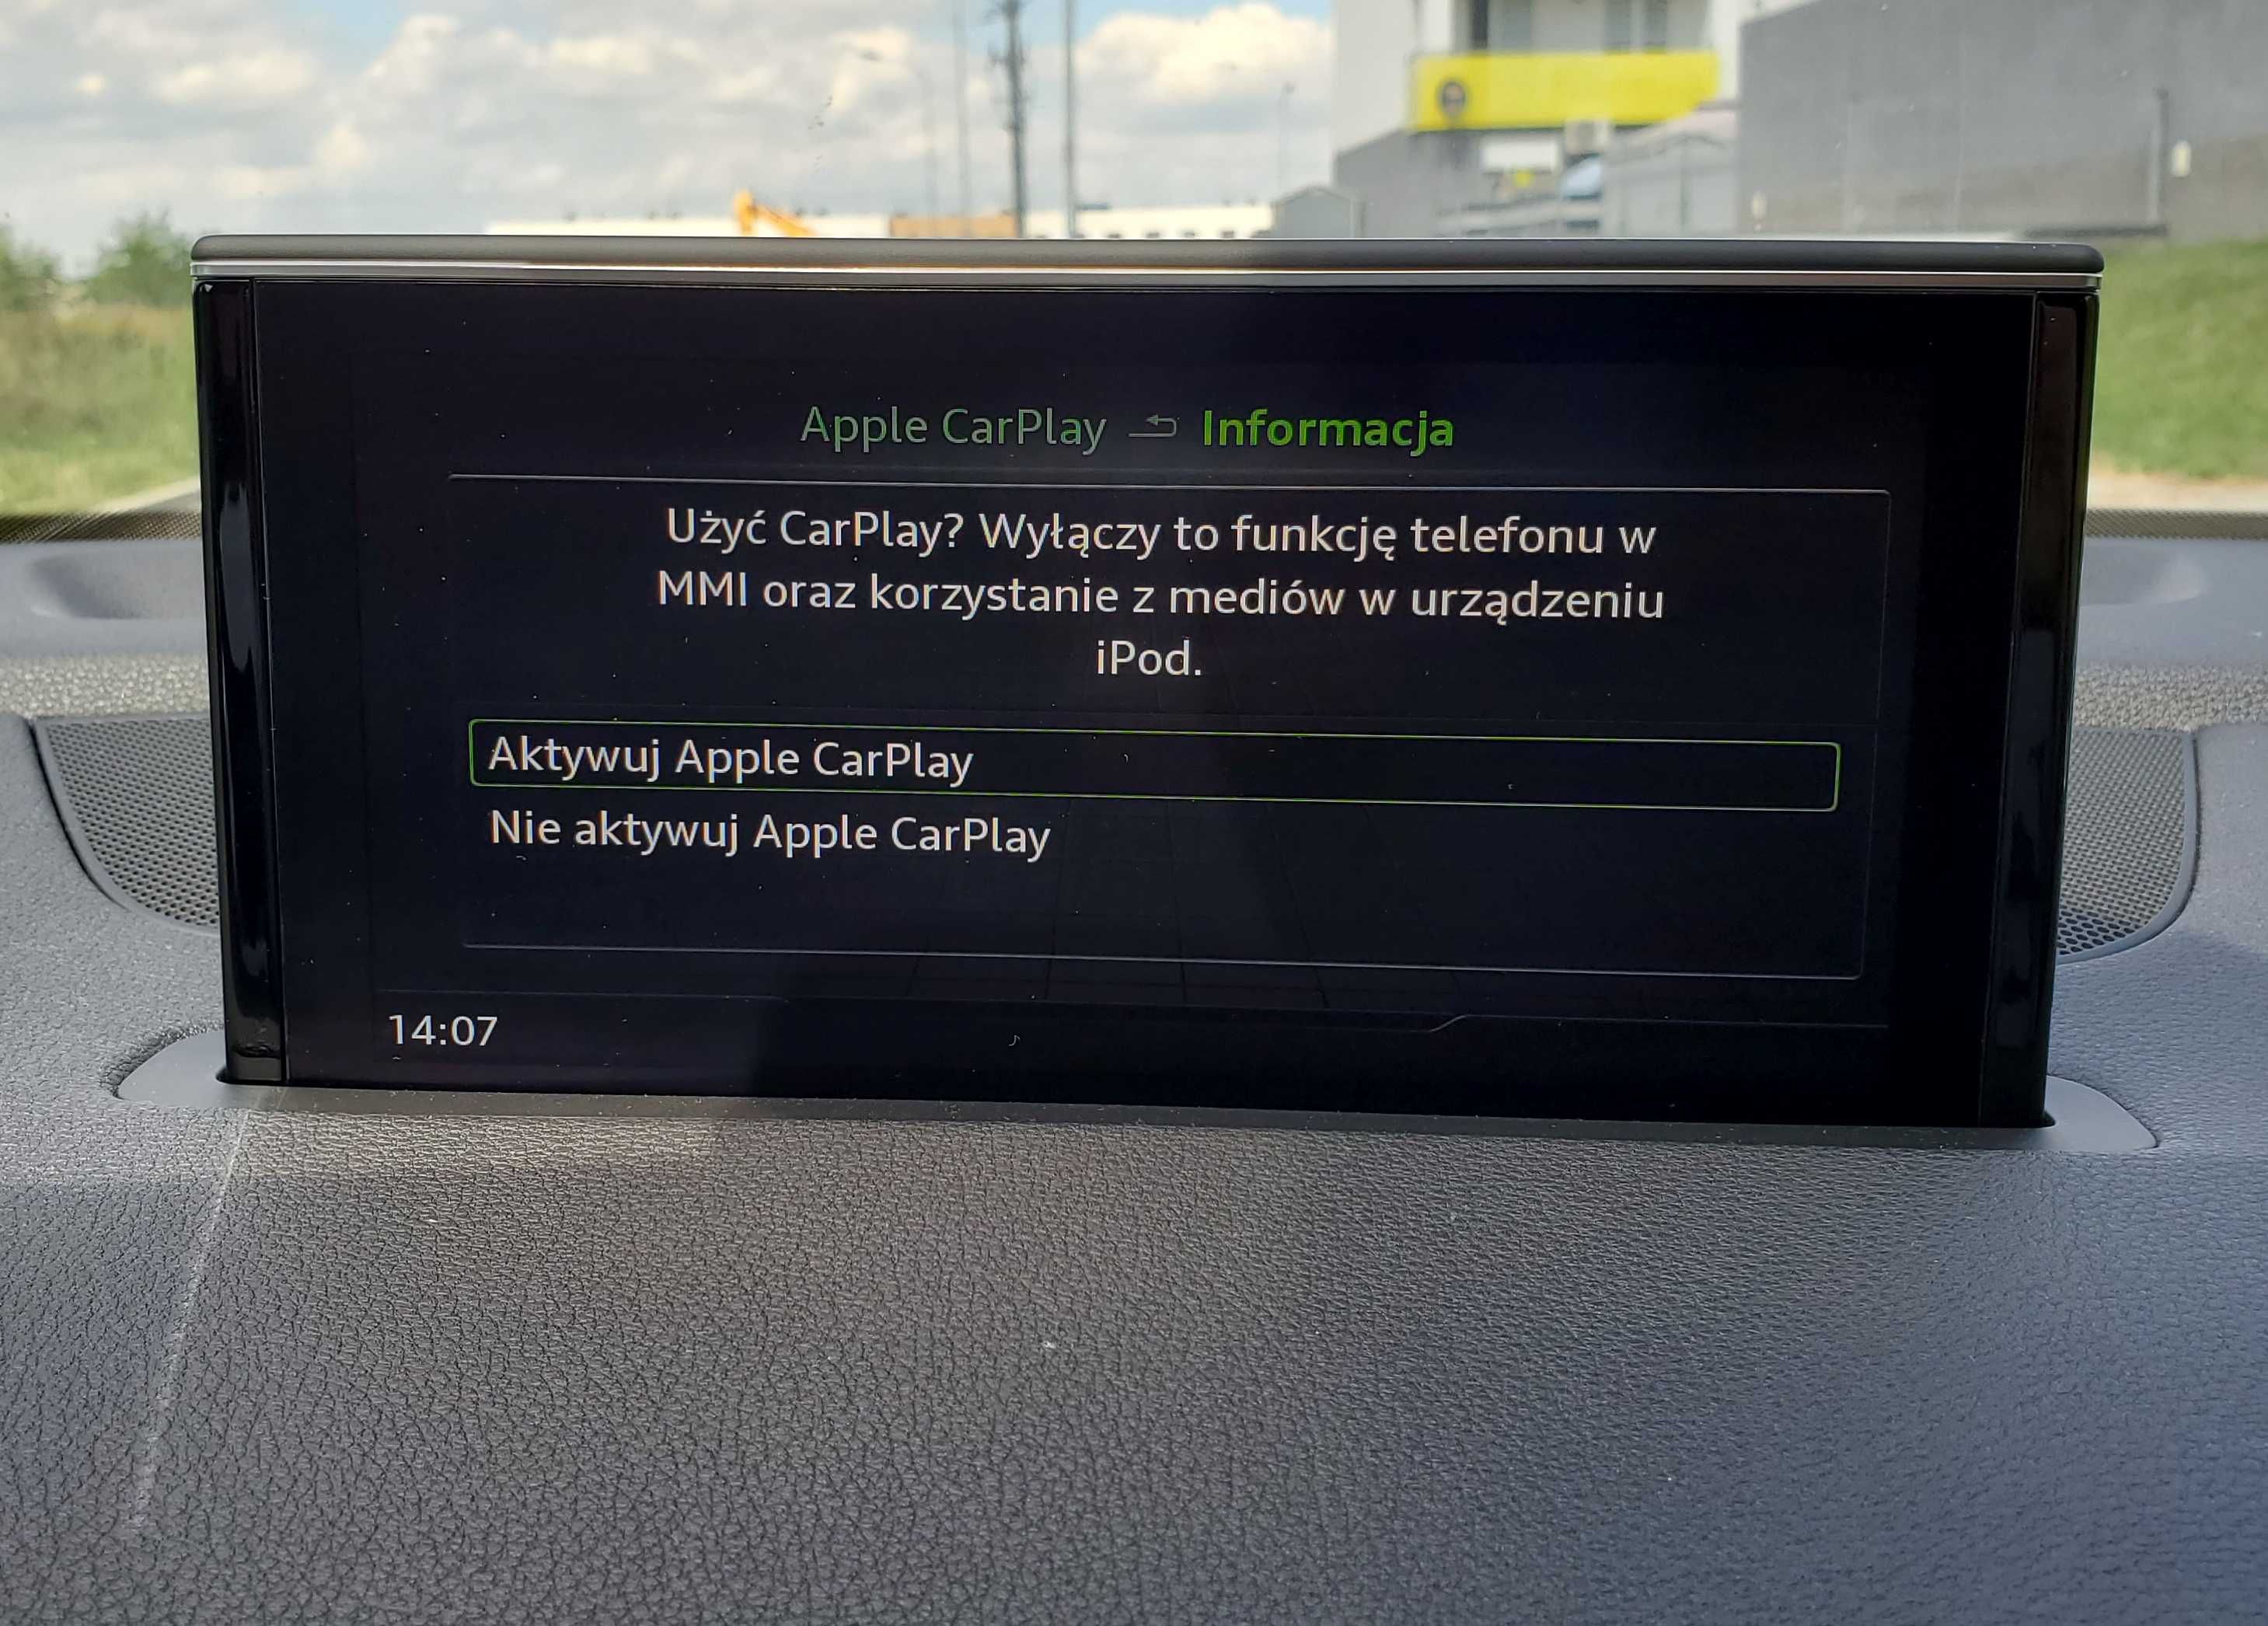 Apple CarPlay Informacja
Użyć CarPlay? Wyłączy to funkcję telefonu w
MMI oraz korzystanie z mediów w urządzeniu
iPod.
Aktywuj Apple CarPlay
Nie aktywuj Apple CarPlay
14:07